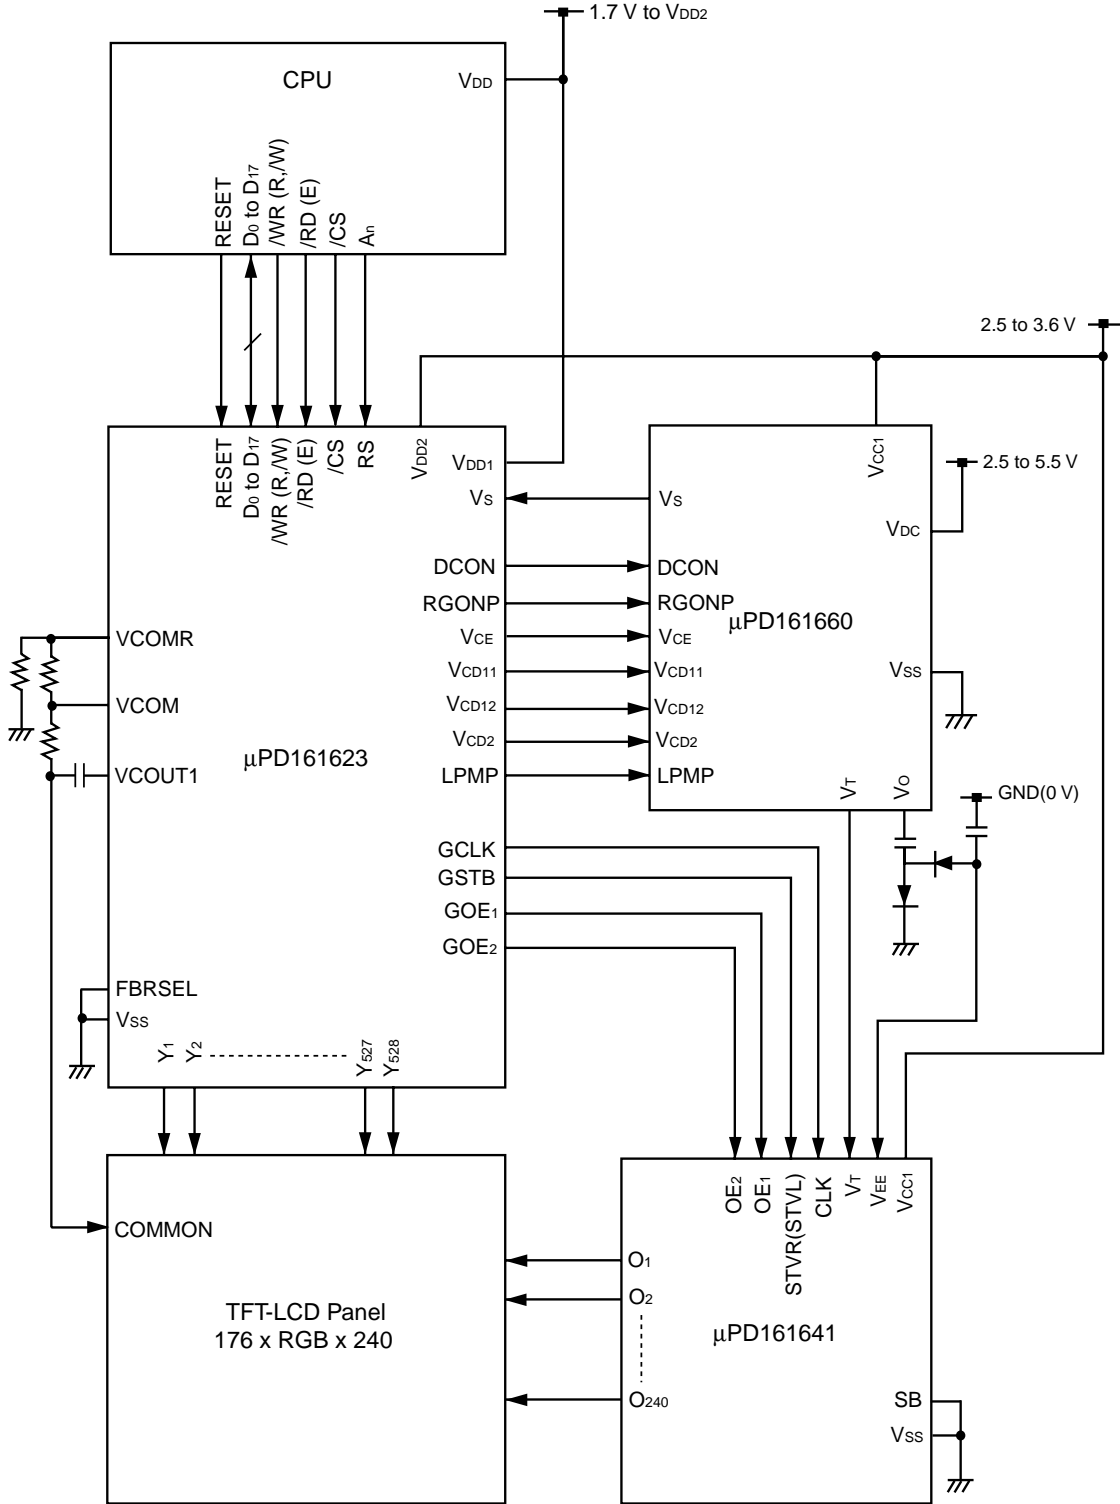 1.7 V to VDD2
CPU
VDD
RESET
D0 to D17
/WR (R,/W)
/RD (E)
/CS
An
2.5 to 3.6 V
RESET
D0 to D17
/WR (R,/W)
/RD (E)
/CS
RS
VDD2
VDD1
VS
DCON
RGONP
VCE
VCD11
VCD12
VCD2
LPMP
GCLK
GSTB
GOE1
GOE2
VCOMR
VCOM
VCOUT1
μPD161623
FBRSEL
VSS
Y1
Y2
Y527
Y528
VCC1
2.5 to 5.5 V
VS
VDC
DCON
RGONP
μPD161660
VCE
VCD11
VSS
VCD12
VCD2
LPMP
VT
VO
GND(0 V)
COMMON
TFT-LCD Panel
176 x RGB x 240
OE2
OE1
STVR(STVL)
CLK
VT
VEE
VCC1
O1
O2
μPD161641
O240
SB
VSS